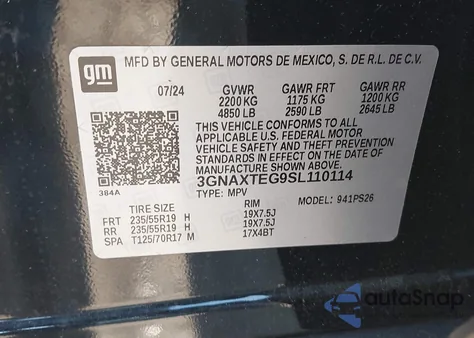 gm
MFD BY GENERAL MOTORS DE MEXICO, S. DE R.L. DE C.V.
07/24 GVWR GAWR FRT GAWR RR
2200 KG 1175 KG 1200 KG
4850 LB 2590 LB 2645 LB
THIS VEHICLE CONFORMS TO ALL
APPLICABLE U.S. FEDERAL MOTOR
VEHICLE SAFETY AND THEFT
PREVENTION STANDARDS IN EFFECT
ON THE DATE OF MANUFACTURE
SHOWN ABOVE.
3GNAXTEG9SL110114
384A TYPE: MPV MODEL: 941PS26
TIRE SIZE RIM
FRT 235/55R19 H 19X7.5J
RR 235/55R19 H 19X7.5J
SPA T125/70R17 M 17X4BT
autoSnap